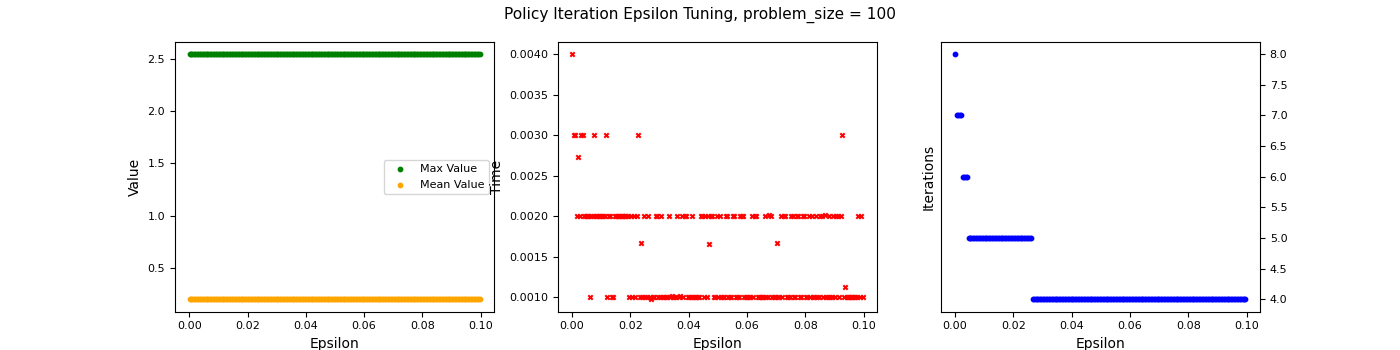 Policy Iteration Epsilon Tuning, problem_size = 100
Value
2.5
2.0
1.5
1.0
0.5
Max Value
Mean Value
0.00 0.02 0.04 0.06 0.08 0.10
Epsilon
Time
0.0040
0.0035
0.0030
0.0025
0.0020
0.0015
0.0010
0.00 0.02 0.04 0.06 0.08 0.10
Epsilon
Iterations
8.0
7.5
7.0
6.5
6.0
5.5
5.0
4.5
4.0
0.00 0.02 0.04 0.06 0.08 0.10
Epsilon